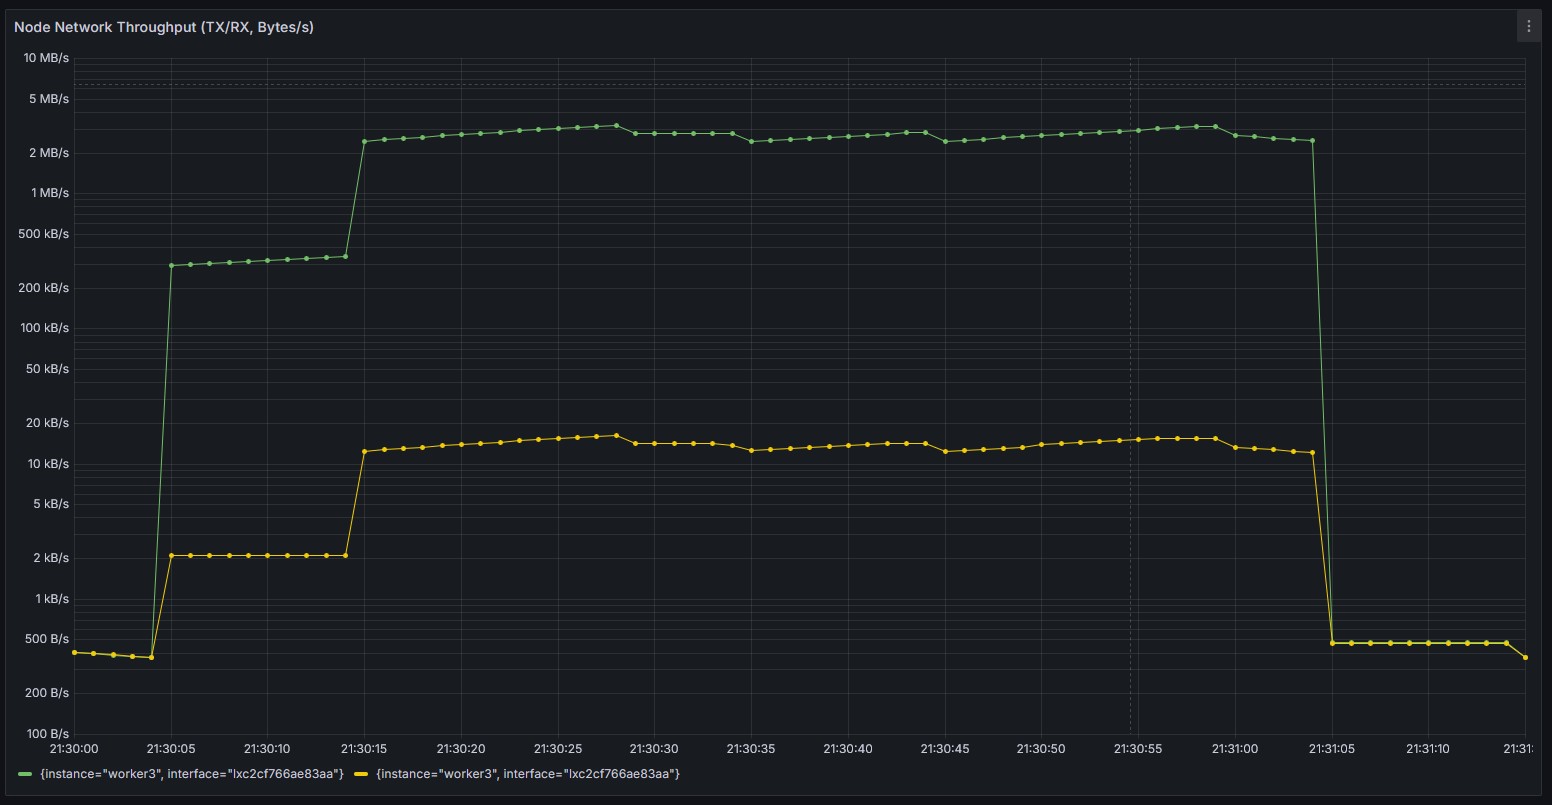 Node Network Throughput (TX/RX, Bytes/s)
10 MB/s
5 MB/s
2 MB/s
1 MB/s
500 kB/s
200 kB/s
100 kB/s
50 kB/s
20 kB/s
10 kB/s
5 kB/s
2 kB/s
1 kB/s
500 B/s
200 B/s
100 B/s
21:30:00 21:30:05 21:30:10 21:30:15 21:30:20 21:30:25 21:30:30 21:30:35 21:30:40 21:30:45 21:30:50 21:30:55 21:31:00 21:31:05 21:31:10 21:31:
{instance="worker3", interface="lxc2cf766ae83aa"} {instance="worker3", interface="lxc2cf766ae83aa"}